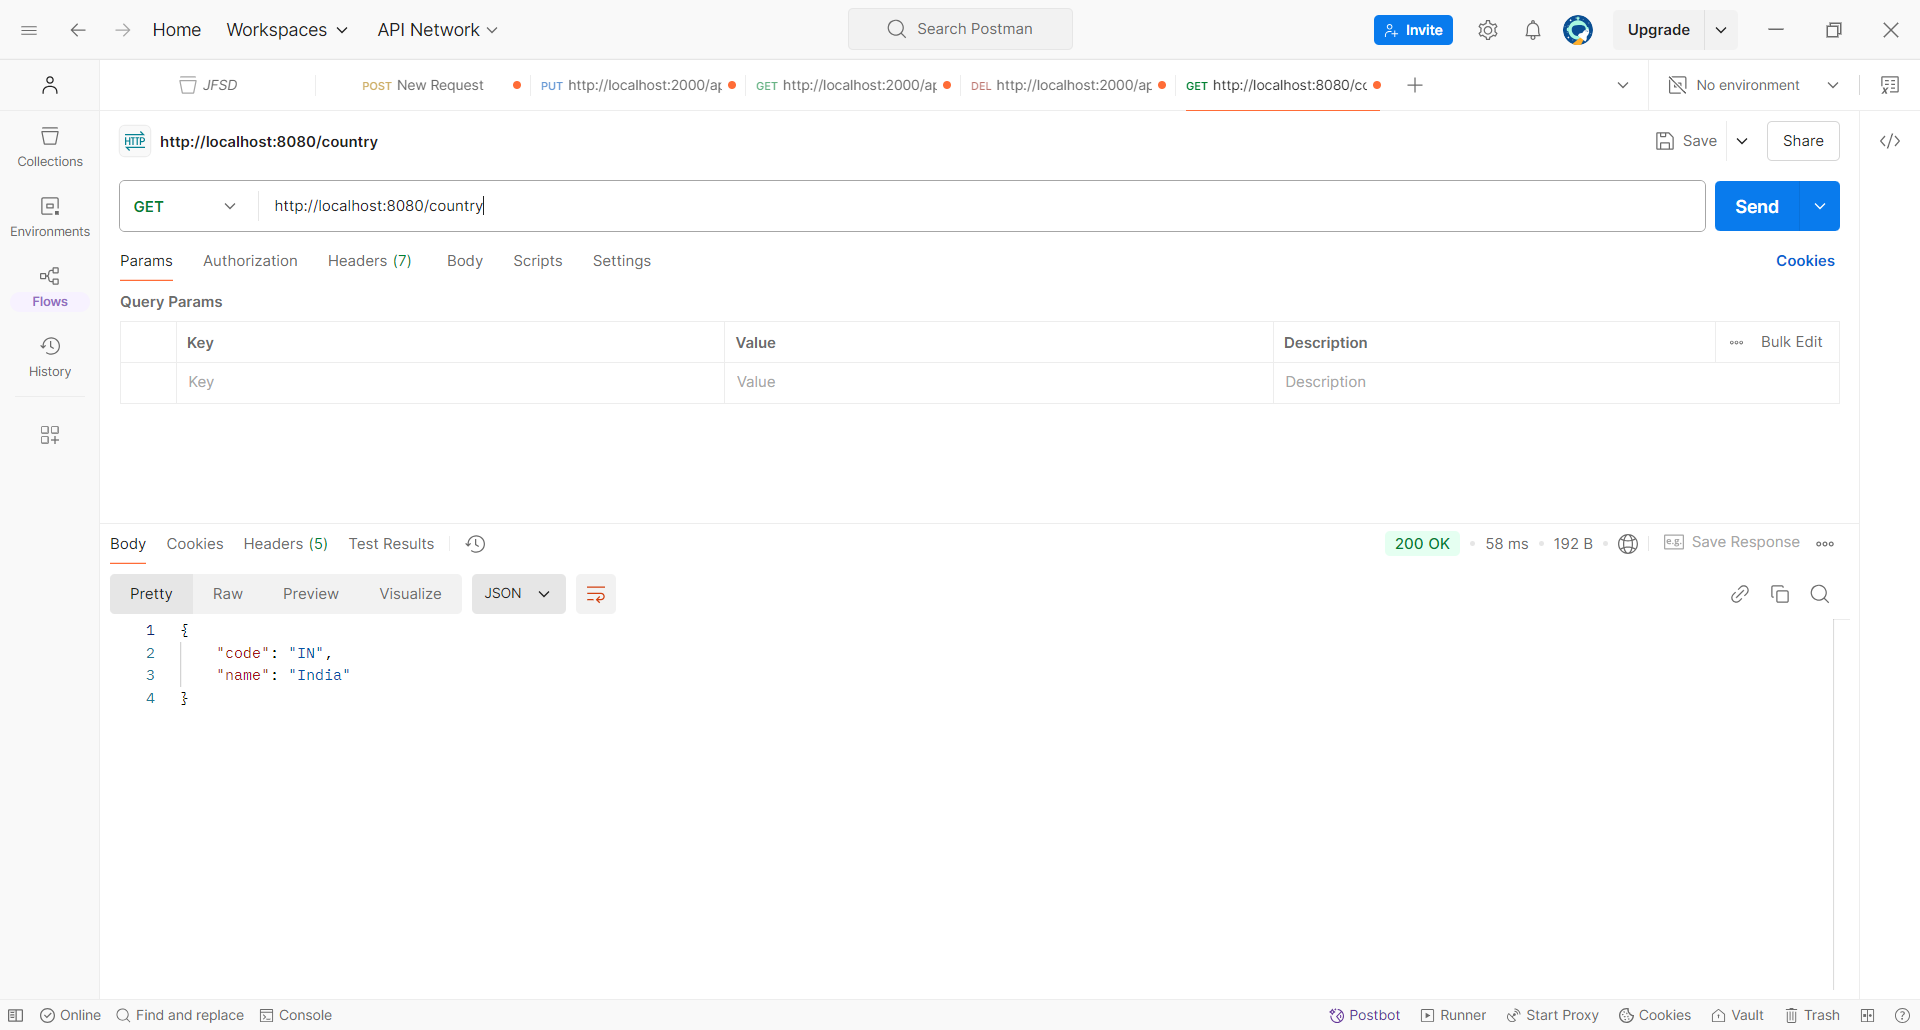 Home Workspaces API Network Search Postman Invite Upgrade
JFSD POST New Request PUT http://localhost:2000/ap GET http://localhost:2000/ap DEL http://localhost:2000/ap GET http://localhost:8080/co No environment
Collections
Environments
Flows
History
HTTP http://localhost:8080/country Save Share
GET http://localhost:8080/country Send
Params Authorization Headers (7) Body Scripts Settings Cookies
Query Params
Key Value Description Bulk Edit
Key Value Description
Body Cookies Headers (5) Test Results 200 OK 58 ms 192 B e.g. Save Response
Pretty Raw Preview Visualize JSON
1 {
2 "code": "IN",
3 "name": "India"
4 }
Online Find and replace Console Postbot Runner Start Proxy Cookies Vault Trash